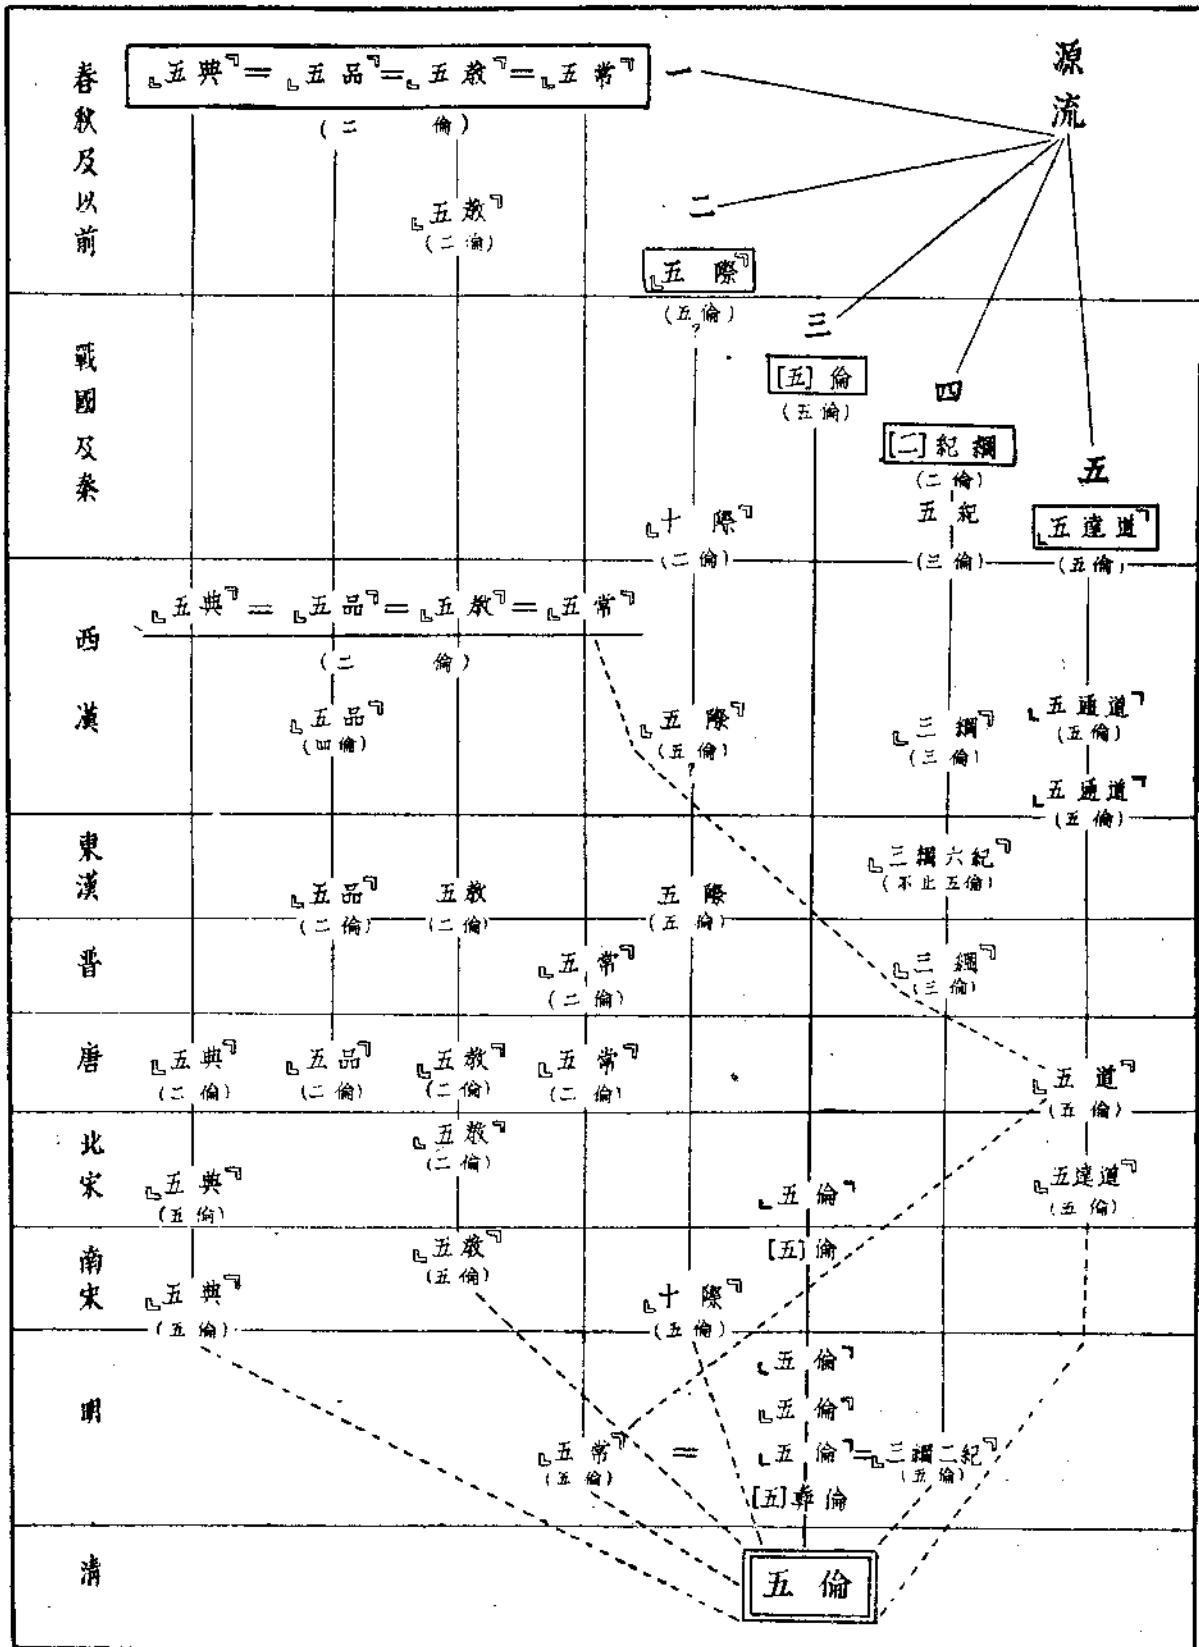 源流
春秋及以前
「五典」=「五品」=「五教」=「五常」 一
(二倫)
二
「五教」
(二倫)
「五際」
(五倫)
?
戰國及秦
三
[五]倫
(五倫)
四
[二]紀綱
(二倫)
五
五紀
(三倫)
「五達道」
(五倫)
「十際」
(二倫)
西漢
「五典」=「五品」=「五教」=「五常」
(二倫)
「五品」
(四倫)
「五際」
(五倫)
?
「三綱」
(三倫)
「五通道」
(五倫)
「五通道」
(五倫)
東漢
「三綱六紀」
(不止五倫)
「五品」
(二倫)
五教
(二倫)
五際
(五倫)
晋
「五常」
(二倫)
「三綱」
(三倫)
唐
「五典」
(二倫)
「五品」
(二倫)
「五教」
(二倫)
「五常」
(二倫)
「五道」
(五倫)
北宋
「五教」
(二倫)
「五典」
(五倫)
「五倫」
「五達道」
(五倫)
南宋
「五教」
(五倫)
[五]倫
「五典」
(五倫)
「十際」
(五倫)
明
「五倫」
「五倫」
「五常」=「五倫」=「三綱二紀」
(五倫)
(五倫)
[五]彝倫
清
五倫